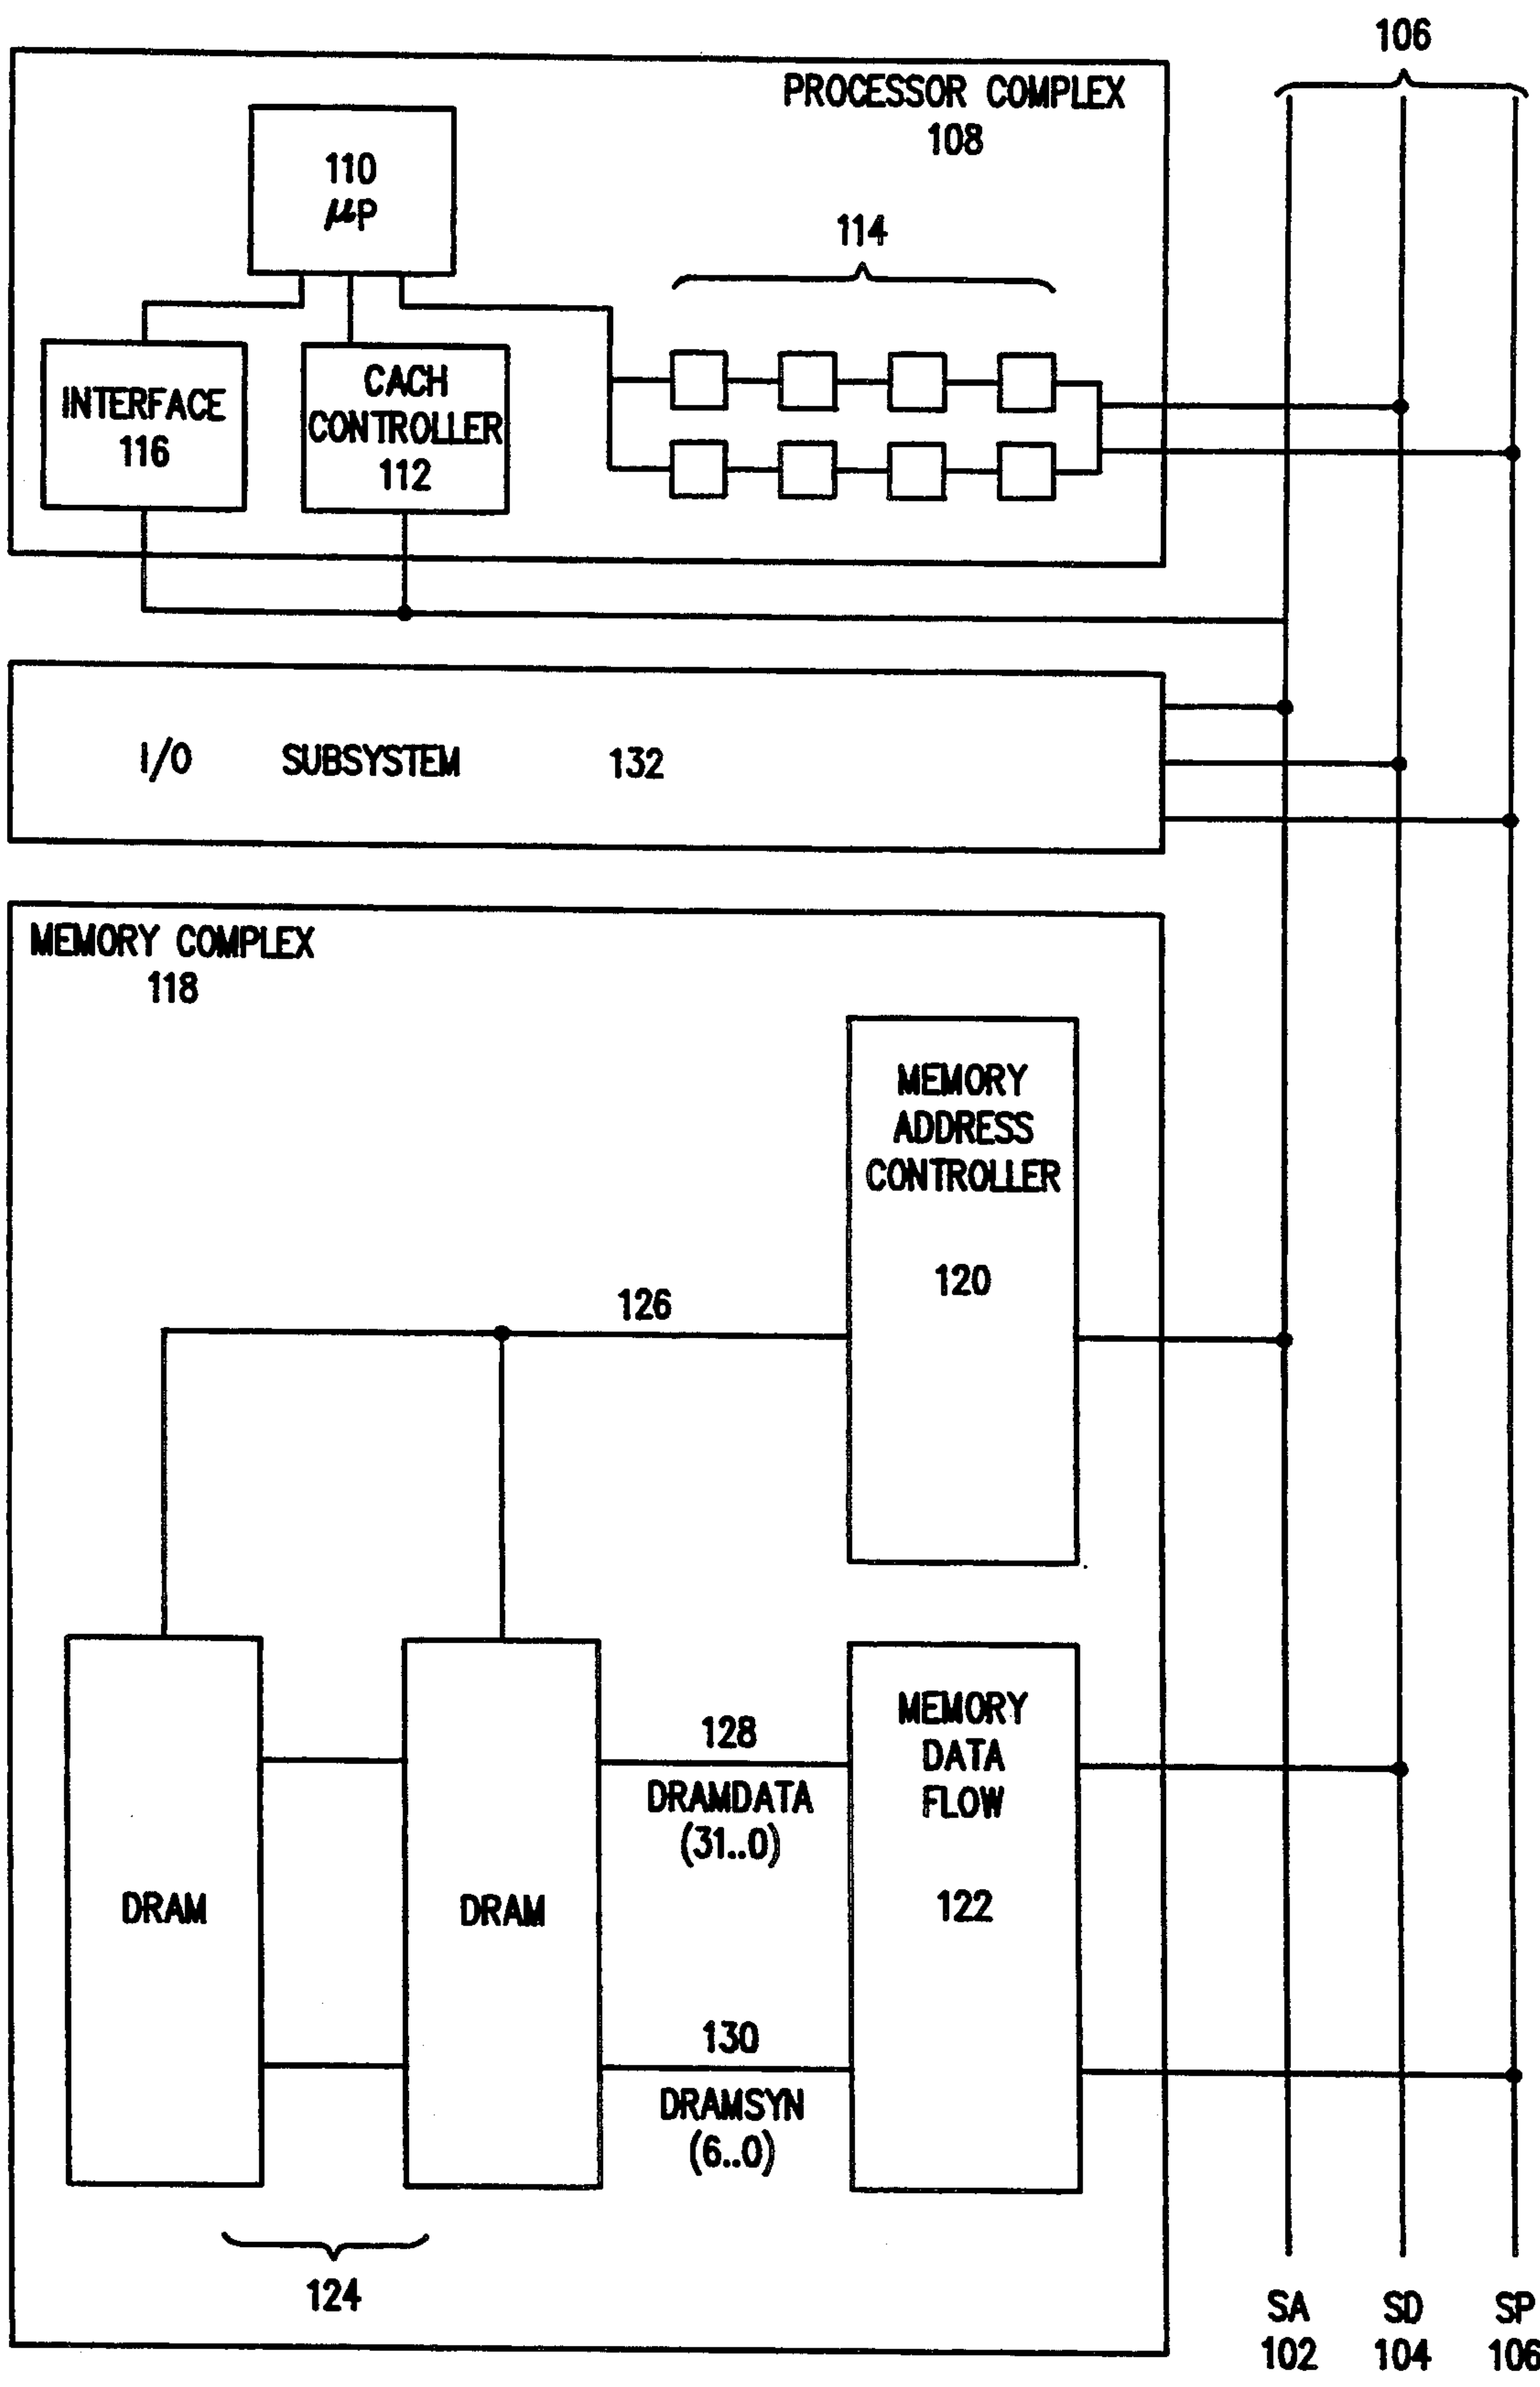 106
PROCESSOR COMPLEX
108
110
μP
114
INTERFACE
116
CACH
CONTROLLER
112
I/O SUBSYSTEM 132
MEMORY COMPLEX
118
MEMORY
ADDRESS
CONTROLLER
120
126
DRAM
DRAM
128
DRAMDATA
(31..0)
130
DRAMSYN
(6..0)
MEMORY
DATA
FLOW
122
124
SA
102
SD
104
SP
106